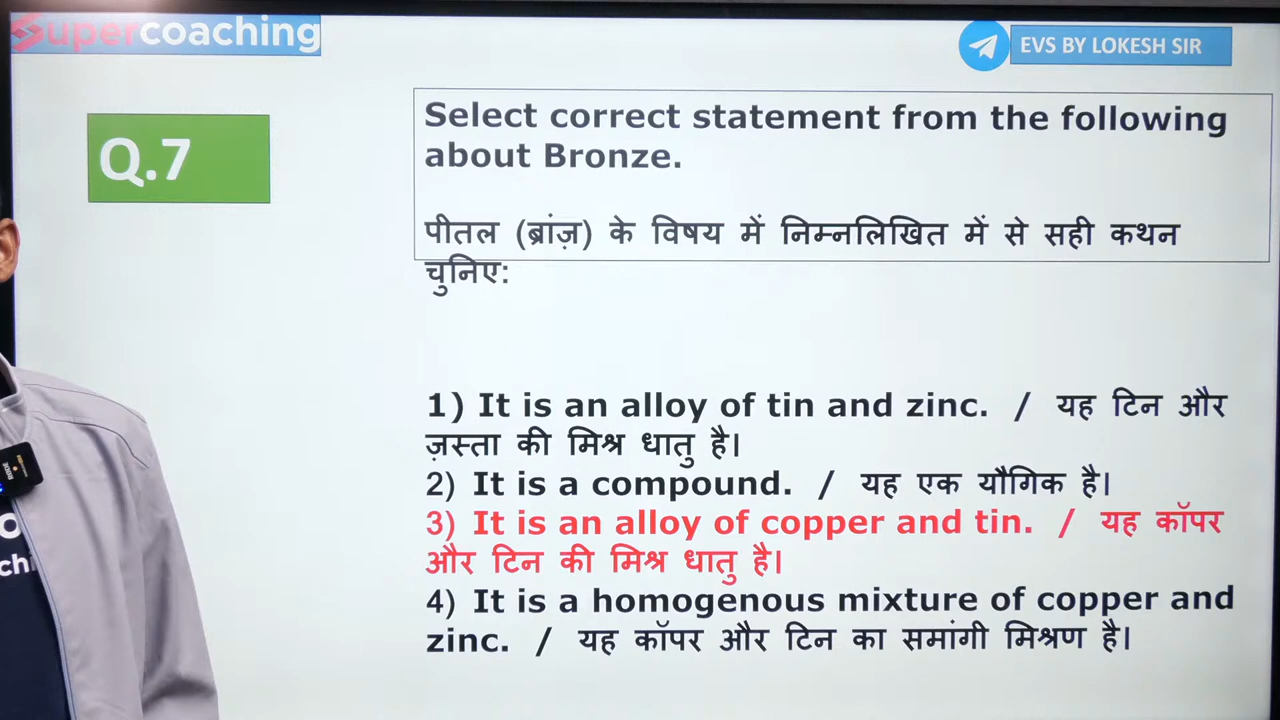 Supercoaching
EVS BY LOKESH SIR
Q.7
Select correct statement from the following
about Bronze.
पीतल (ब्रांज़) के विषय में निम्नलिखित में से सही कथन
चुनिए:
1) It is an alloy of tin and zinc. / यह टिन और
ज़स्ता की मिश्र धातु है।
2) It is a compound. / यह एक यौगिक है।
3) It is an alloy of copper and tin. / यह कॉपर
और टिन की मिश्र धातु है।
4) It is a homogenous mixture of copper and
zinc. / यह कॉपर और टिन का समांगी मिश्रण है।